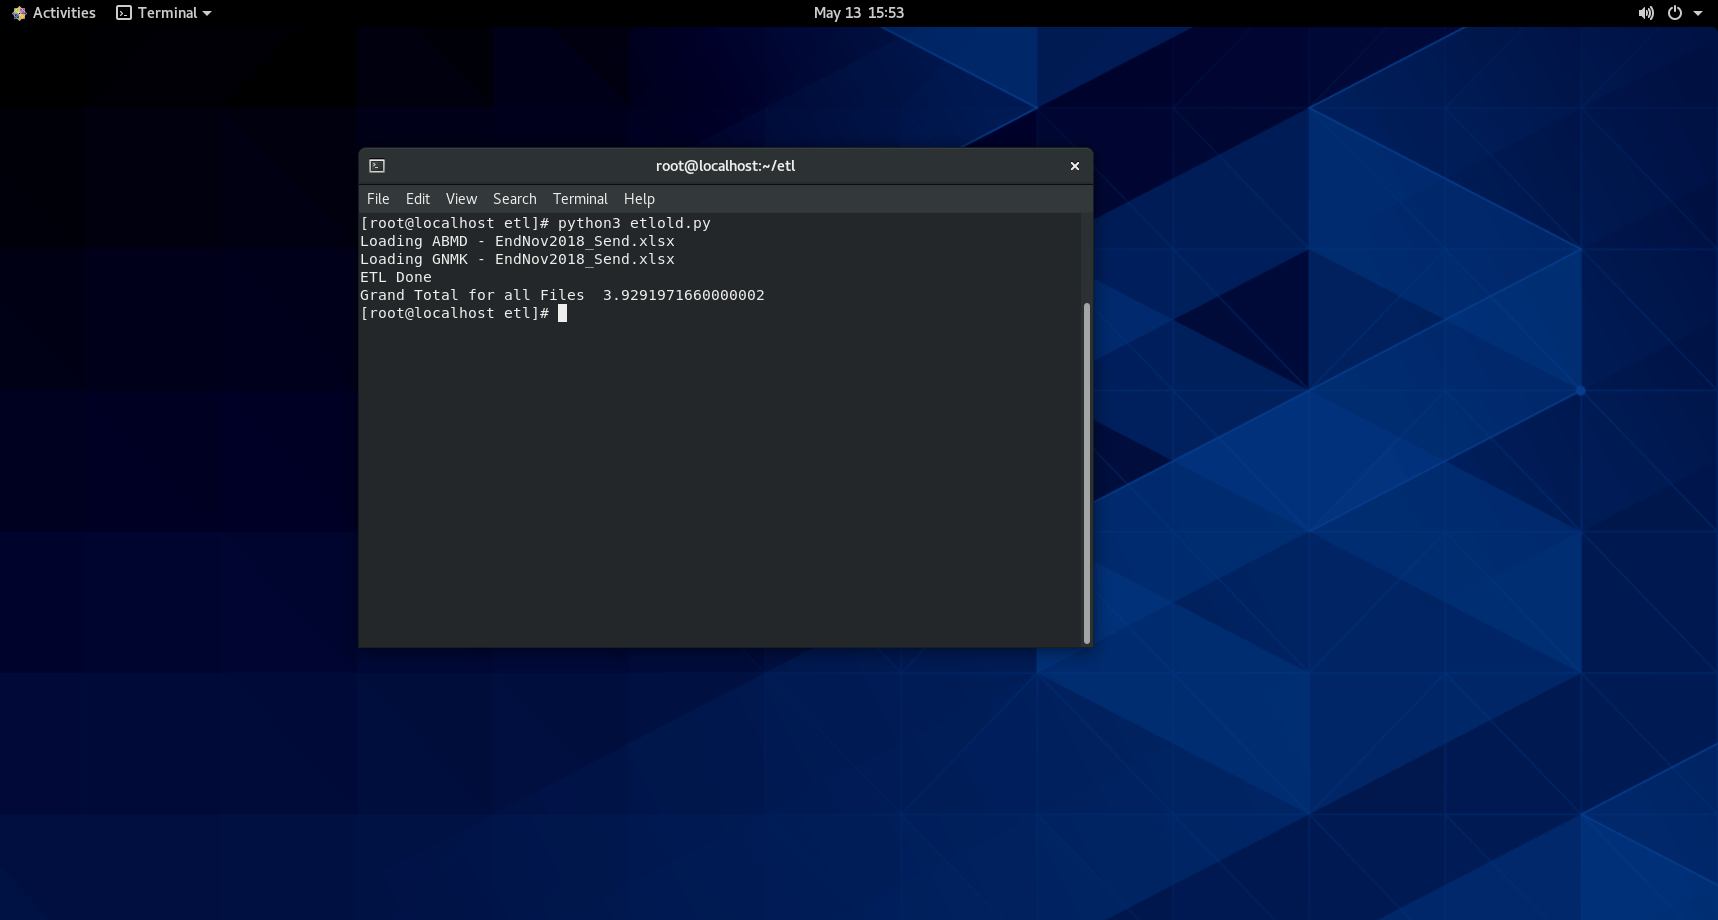 Activities Terminal May 13 15:53
root@localhost:~/etl
File Edit View Search Terminal Help
[root@localhost etl]# python3 etlold.py
Loading ABMD - EndNov2018_Send.xlsx
Loading GNMK - EndNov2018_Send.xlsx
ETL Done
Grand Total for all Files  3.9291971660000002
[root@localhost etl]#